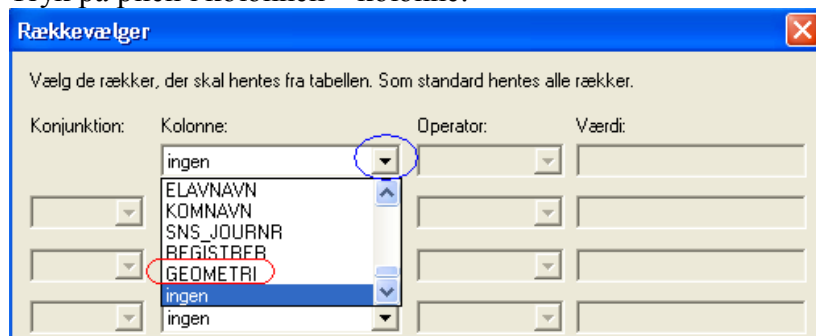 Rækkevælger
Vælg de rækker, der skal hentes fra tabellen. Som standard hentes alle rækker.
Konjunktion: Kolonne: Operator: Værdi:
ingen
ELAVNAVN
KOMNAVN
SNS_JOURNR
REGISTRER
GEOMETRI
ingen
ingen